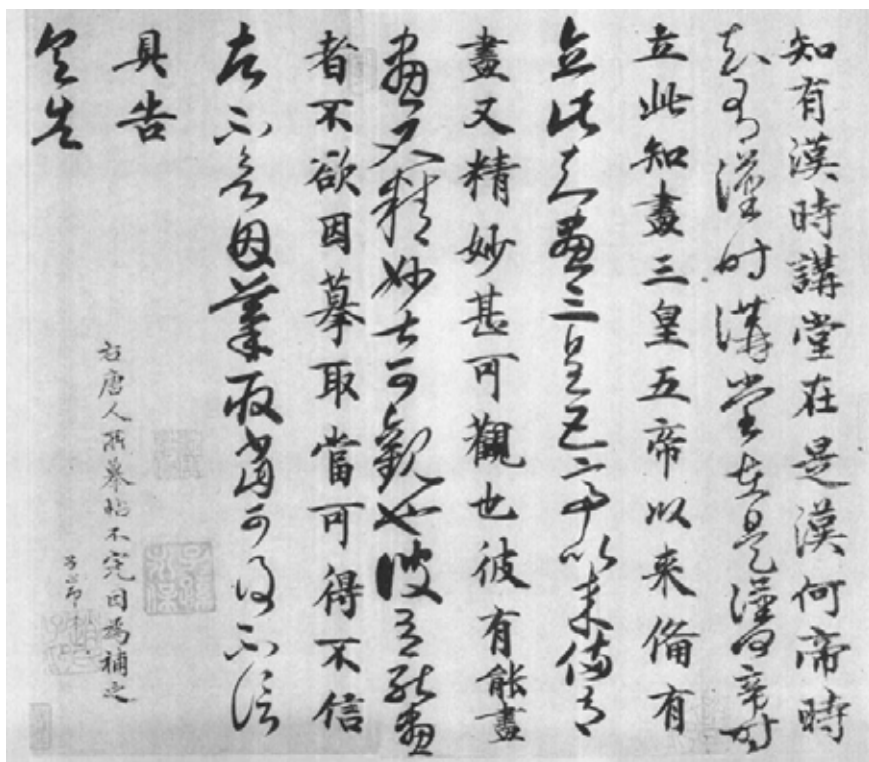 知有漢時講堂在是漢何帝時
知有漢時講堂在是漢何帝時
立此知畫三皇五帝以來備有
立此知畫三皇五帝以來備有
畫又精妙甚可觀也彼有能畫
畫又精妙甚可觀也彼有能畫
者不欲因摹取當可得不信
者不欲因摹取當可得不信
具告
具告
右唐人所摹帖不完因為補之
子昂